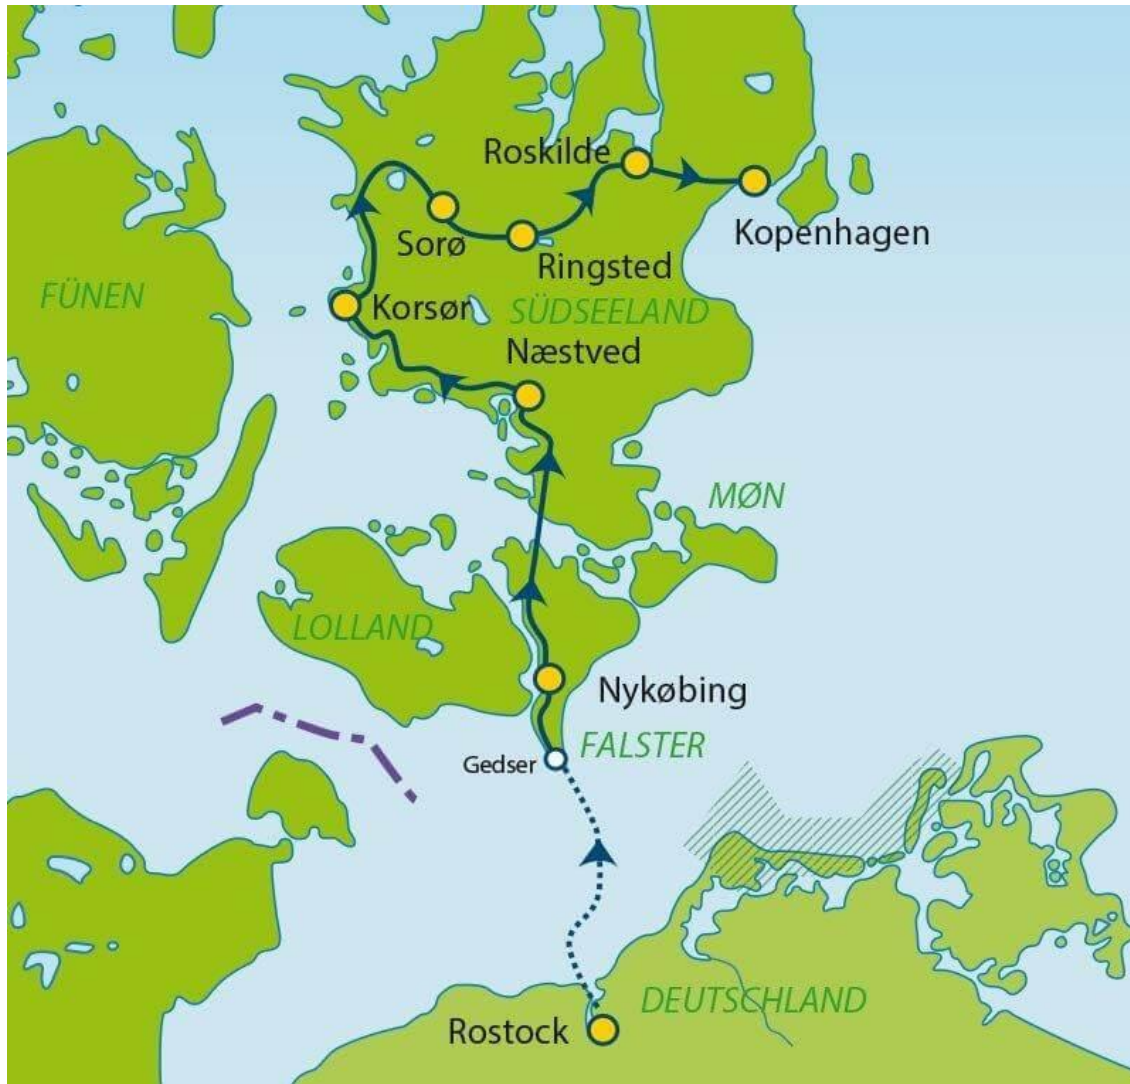 Roskilde
Kopenhagen
Sorø
Ringsted
FÜNEN
Korsør
SÜDSEELAND
Næstved
MØN
LOLLAND
Nykøbing
FALSTER
Gedser
DEUTSCHLAND
Rostock